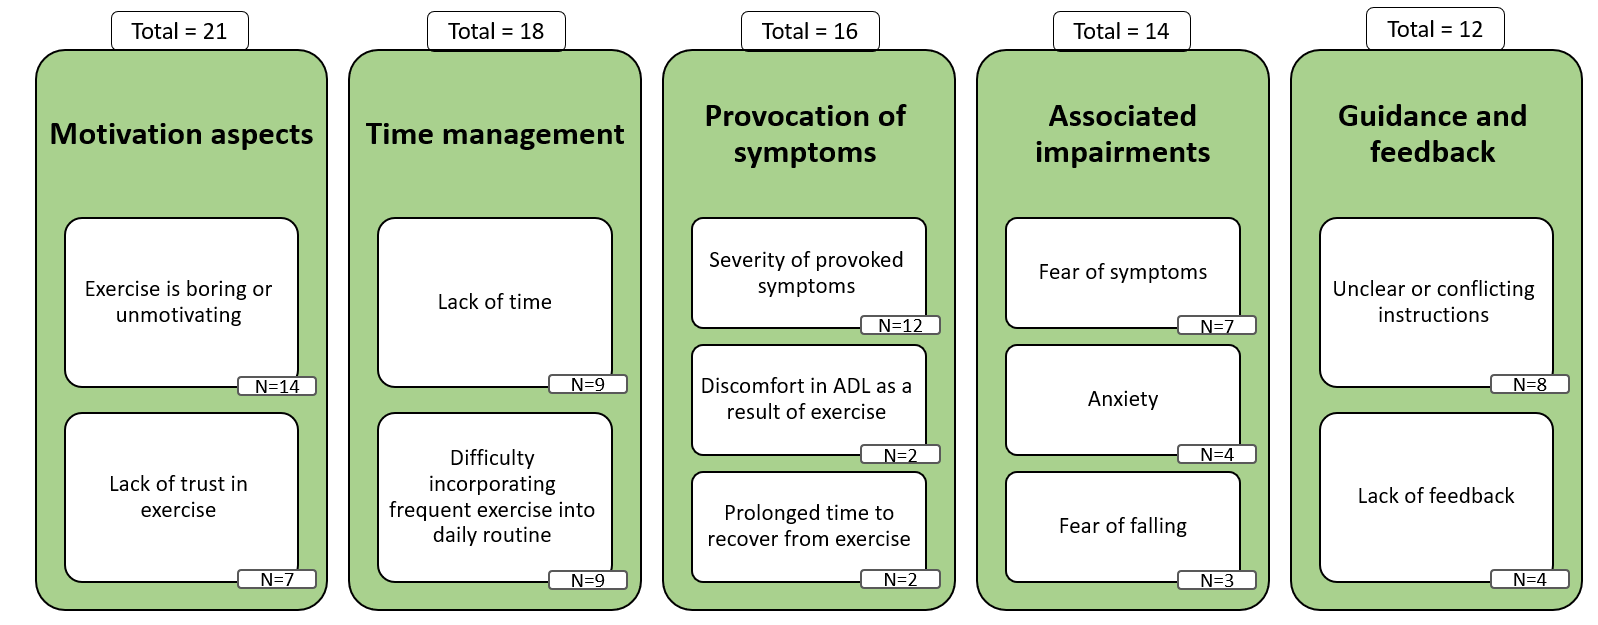 Total = 21
Motivation aspects
Exercise is boring or
unmotivating
N=14
Lack of trust in
exercise
N=7
Total = 18
Time management
Lack of time
N=9
Difficulty
incorporating
frequent exercise into
daily routine
N=9
Total = 16
Provocation of
symptoms
Severity of provoked
symptoms
N=12
Discomfort in ADL as a
result of exercise
N=2
Prolonged time to
recover from exercise
N=2
Total = 14
Associated
impairments
Fear of symptoms
N=7
Anxiety
N=4
Fear of falling
N=3
Total = 12
Guidance and
feedback
Unclear or conflicting
instructions
N=8
Lack of feedback
N=4